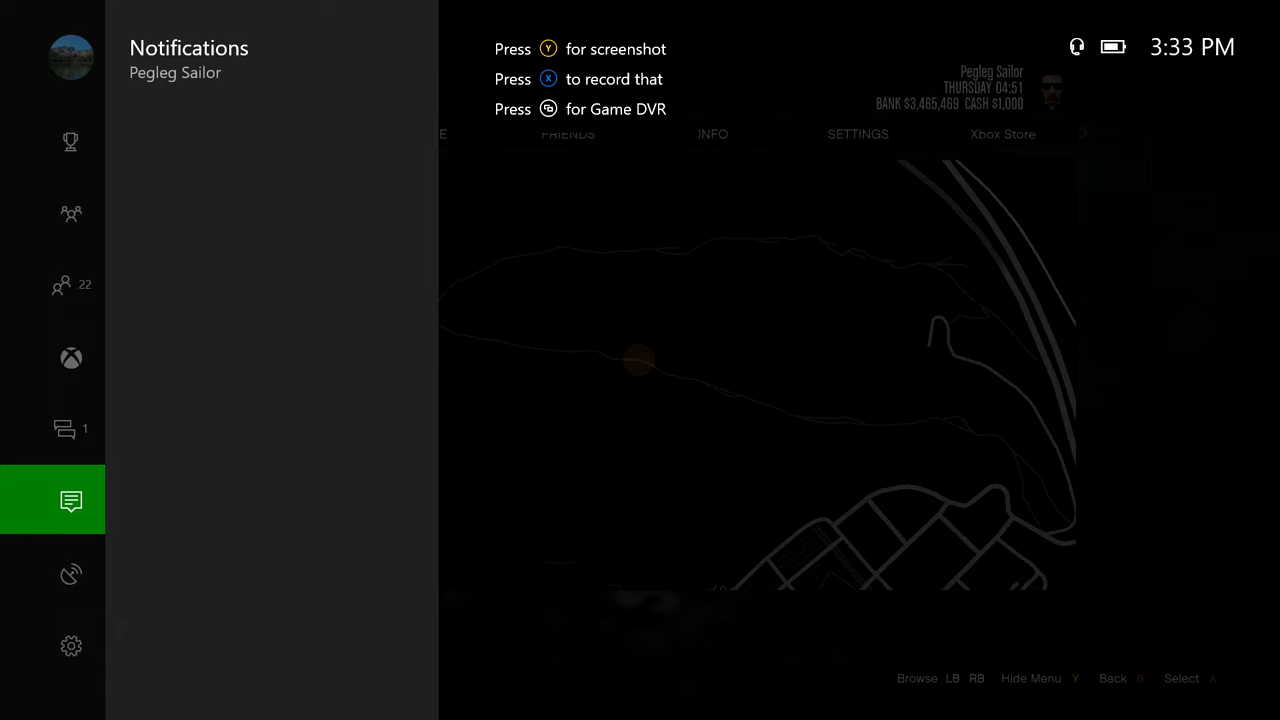 Notifications
Pegleg Sailor
22
1
Press Y for screenshot
Press X to record that
Press for Game DVR
3:33 PM
Pegleg Sailor
THURSDAY 04:51
BANK $3,465,469 CASH $1,000
E FRIENDS INFO SETTINGS Xbox Store
Browse LB RB Hide Menu Y Back B Select A